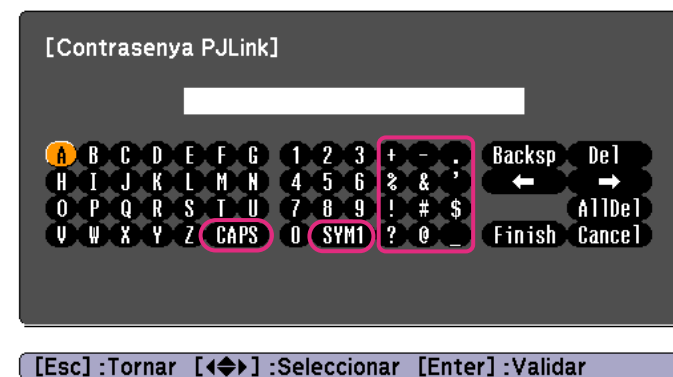 [Contrasenya PJLink]
A B C D E F G 1 2 3 + - . Backsp Del
H I J K L M N 4 5 6 % & ’ ← →
O P Q R S T U 7 8 9 ! # $ AllDel
V W X Y Z CAPS 0 SYM1 ? @ _ Finish Cancel
[Esc] :Tornar [◀◆▶] :Seleccionar [Enter] :Validar